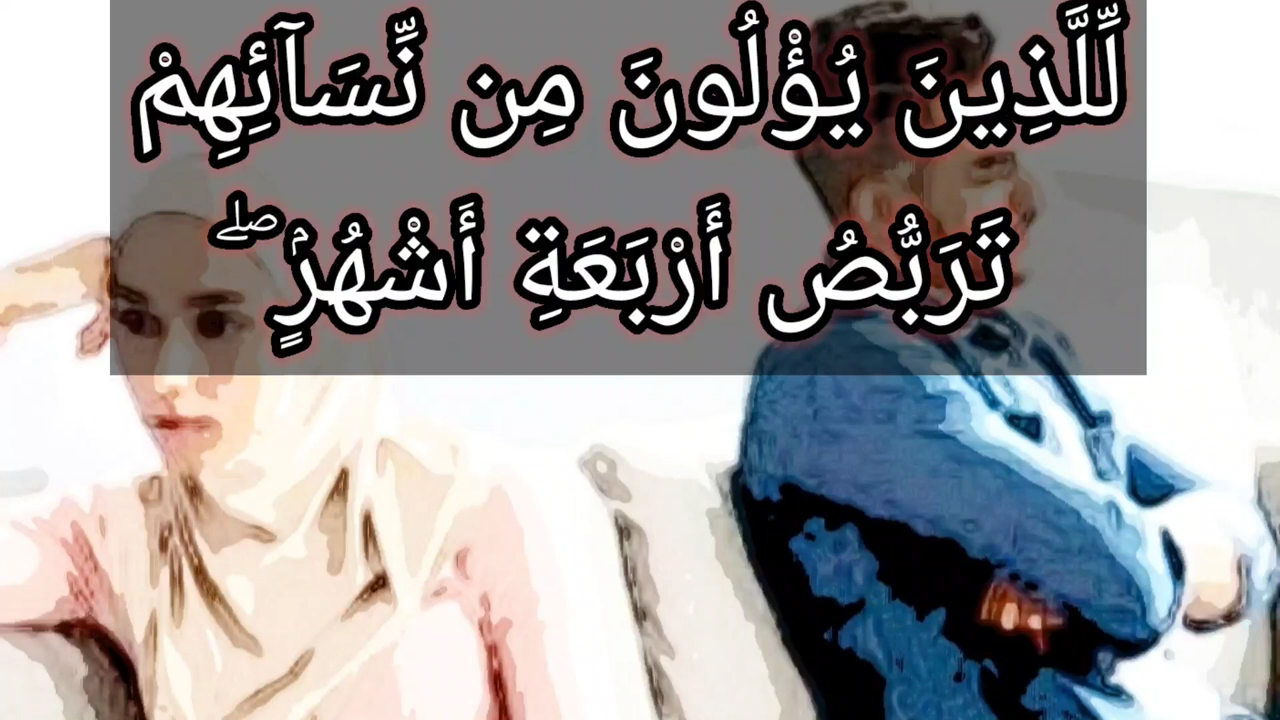 لِّلَّذِينَ يُؤْلُونَ مِن نِّسَآئِهِمْ
تَرَبُّصُ أَرْبَعَةِ أَشْهُرٍۢ ۖ